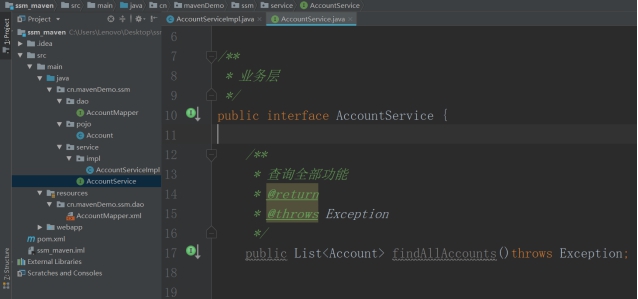 ssm_maven src main java cn mavenDemo ssm service AccountService
Project
AccountServiceImpl.java
AccountService.java
1: Project
Z: Structure
ssm_maven C:\Users\Lenovo\Desktop\
.idea
src
main
java
cn.mavenDemo.ssm
dao
AccountMapper
pojo
Account
service
impl
AccountServiceImpl
AccountService
resources
cn.mavenDemo.ssm.dao
AccountMapper.xml
webapp
pom.xml
ssm_maven.iml
External Libraries
Scratches and Consoles
6
7 /**
8 * 业务层
9 */
10 public interface AccountService {
11
12 /**
13 * 查询全部功能
14 * @return
15 * @throws Exception
16 */
17 public List<Account> findAllAccounts()throws Exception;
18
19